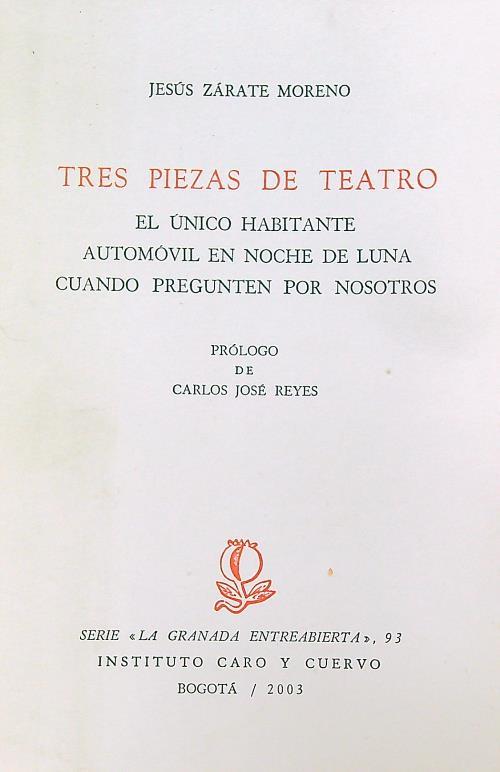 JESÚS ZÁRATE MORENO
TRES PIEZAS DE TEATRO
EL ÚNICO HABITANTE
AUTOMÓVIL EN NOCHE DE LUNA
CUANDO PREGUNTEN POR NOSOTROS
PRÓLOGO
DE
CARLOS JOSÉ REYES
SERIE «LA GRANADA ENTREABIERTA», 93
INSTITUTO CARO Y CUERVO
BOGOTÁ / 2003